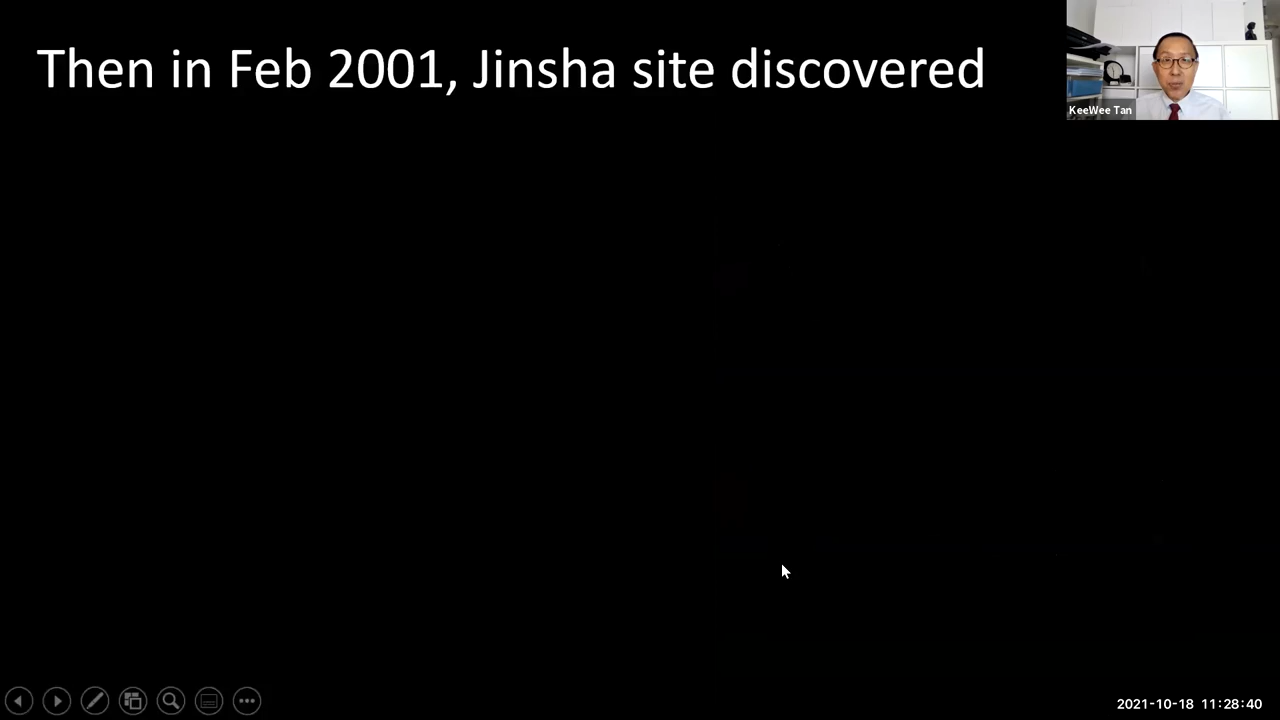 Then in Feb 2001, Jinsha site discovered
KeeWee Tan
2021-10-18 11:28:40